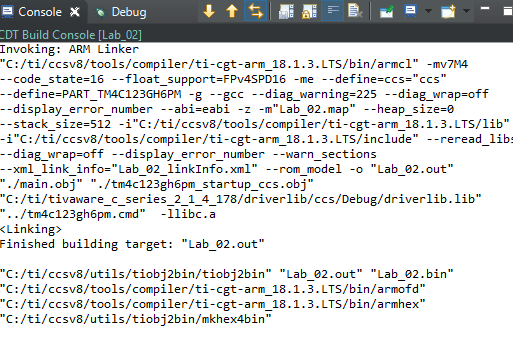 Console
Debug
CDT Build Console [Lab_02]
Invoking: ARM Linker
"C:/ti/ccsv8/tools/compiler/ti-cgt-arm_18.1.3.LTS/bin/armcl" -mv7M4
--code_state=16 --float_support=FPv4SPD16 -me --define=ccs="ccs"
--define=PART_TM4C123GH6PM -g --gcc --diag_warning=225 --diag_wrap=off
--display_error_number --abi=eabi -z -m"Lab_02.map" --heap_size=0
--stack_size=512 -i"C:/ti/ccsv8/tools/compiler/ti-cgt-arm_18.1.3.LTS/lib"
-i"C:/ti/ccsv8/tools/compiler/ti-cgt-arm_18.1.3.LTS/include" --reread_libs
--diag_wrap=off --display_error_number --warn_sections
--xml_link_info="Lab_02_linkInfo.xml" --rom_model -o "Lab_02.out"
"./main.obj" "./tm4c123gh6pm_startup_ccs.obj"
"C:/ti/tivaware_c_series_2_1_4_178/driverlib/ccs/Debug/driverlib.lib"
"../tm4c123gh6pm.cmd" -llibc.a
<Linking>
Finished building target: "Lab_02.out"
"C:/ti/ccsv8/utils/tiobj2bin/tiobj2bin" "Lab_02.out" "Lab_02.bin"
"C:/ti/ccsv8/tools/compiler/ti-cgt-arm_18.1.3.LTS/bin/armofd"
"C:/ti/ccsv8/tools/compiler/ti-cgt-arm_18.1.3.LTS/bin/armhex"
"C:/ti/ccsv8/utils/tiobj2bin/mkhex4bin"